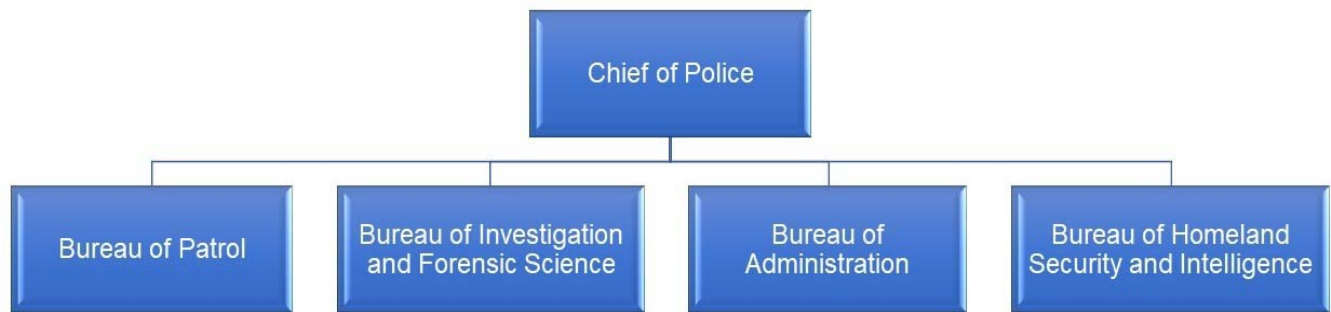 Chief of Police
Bureau of Patrol
Bureau of Investigation
and Forensic Science
Bureau of
Administration
Bureau of Homeland
Security and Intelligence